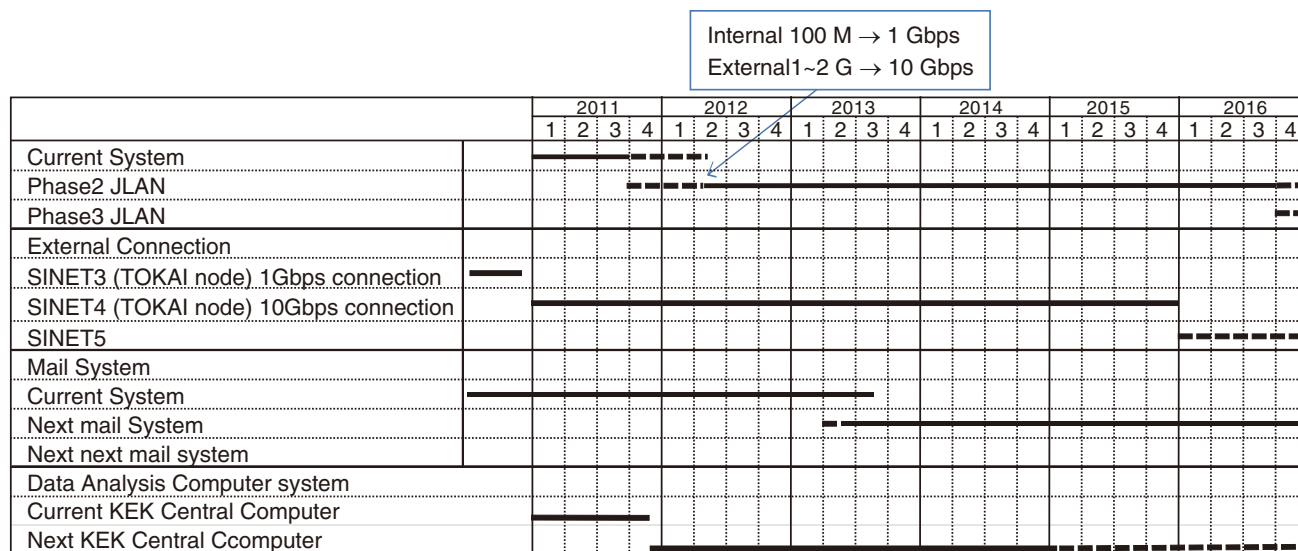 Internal 100 M → 1 Gbps
External1~2 G → 10 Gbps
2011 2012 2013 2014 2015 2016
1 2 3 4 1 2 3 4 1 2 3 4 1 2 3 4 1 2 3 4 1 2 3 4
Current System
Phase2 JLAN
Phase3 JLAN
External Connection
SINET3 (TOKAI node) 1Gbps connection
SINET4 (TOKAI node) 10Gbps connection
SINET5
Mail System
Current System
Next mail System
Next next mail system
Data Analysis Computer system
Current KEK Central Computer
Next KEK Central Ccomputer